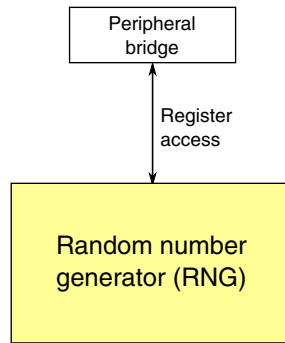 Peripheral
bridge
Register
access
Random number
generator (RNG)